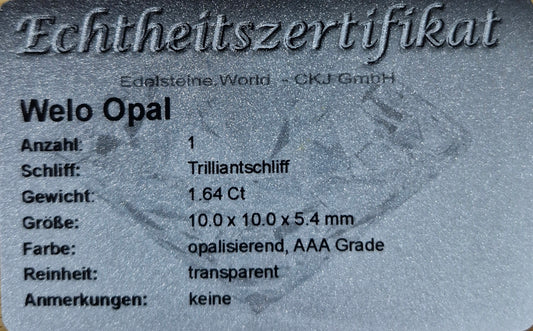 Echtheitszertifikat
Edelsteine.World - CKJ GmbH
Welo Opal
Anzahl: 1
Schliff: Trilliantschliff
Gewicht: 1.64 Ct
Größe: 10.0 x 10.0 x 5.4 mm
Farbe: opalisierend, AAA Grade
Reinheit: transparent
Anmerkungen: keine